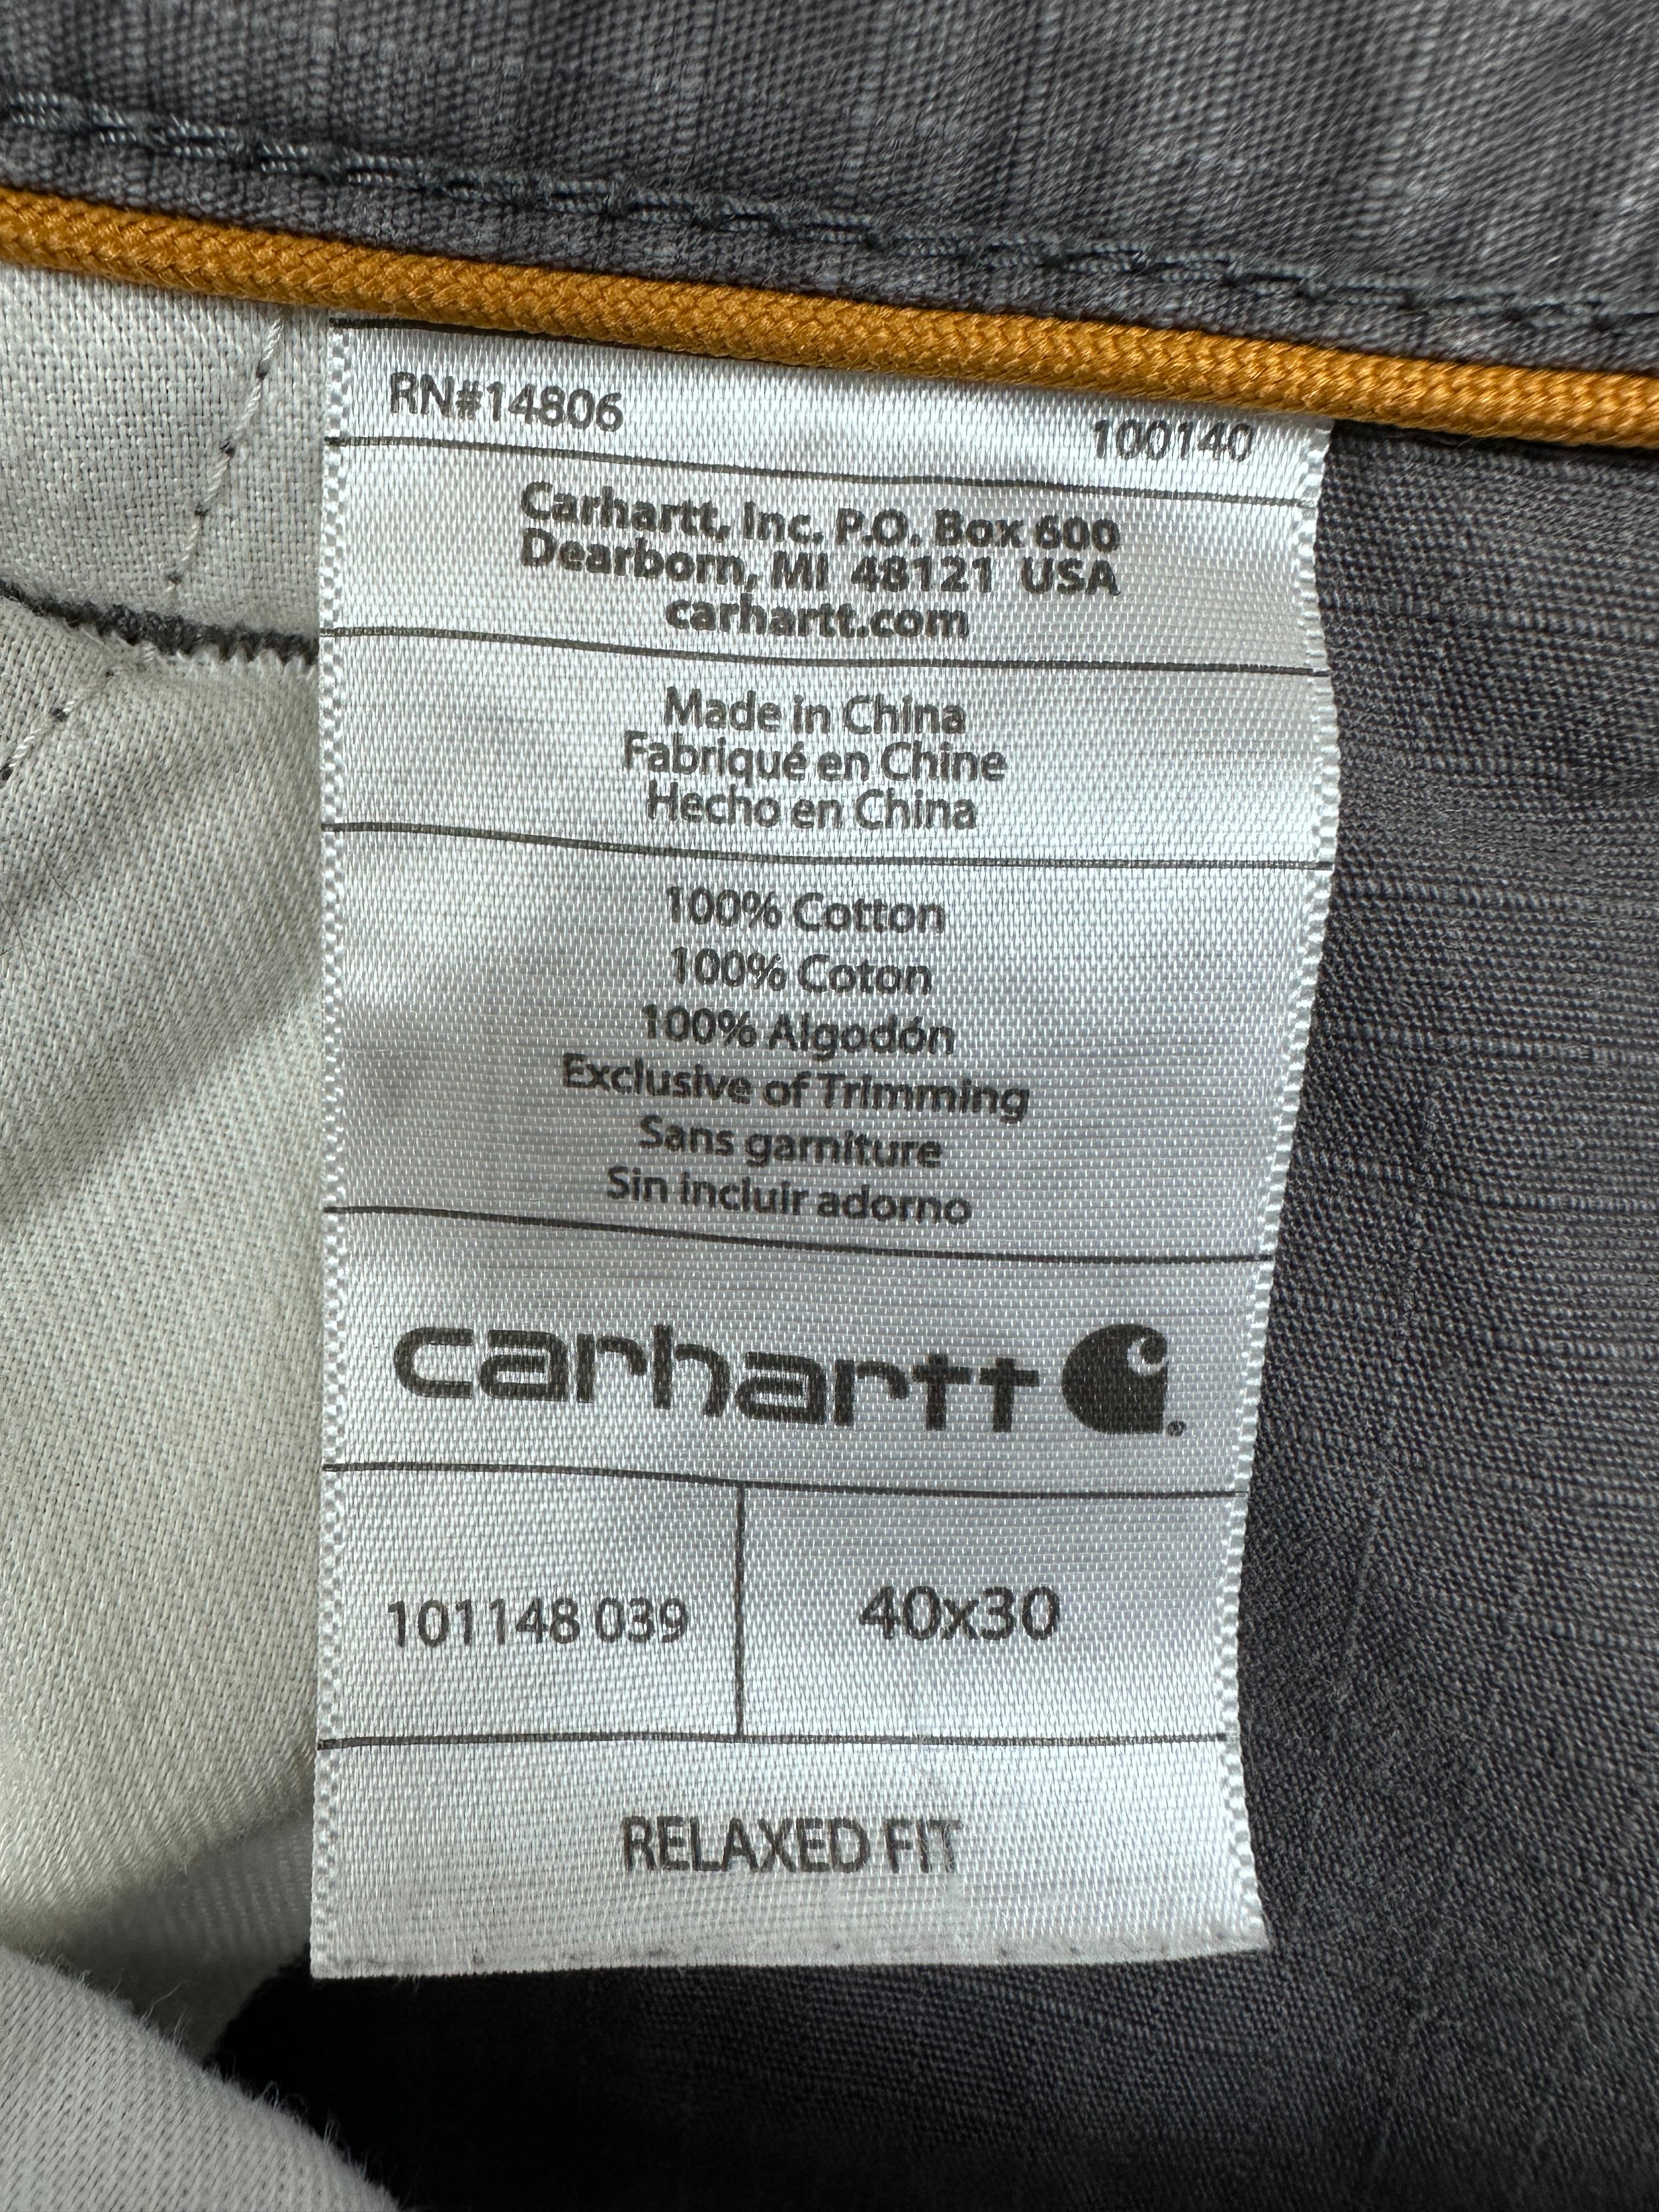 RN#14806 100140
Carhartt, Inc. P.O. Box 600
Dearborn, MI 48121 USA
carhartt.com
Made in China
Fabriqué en Chine
Hecho en China
100% Cotton
100% Coton
100% Algodón
Exclusive of Trimming
Sans garniture
Sin incluir adorno
carhartt
101148 039 40x30
RELAXED FIT